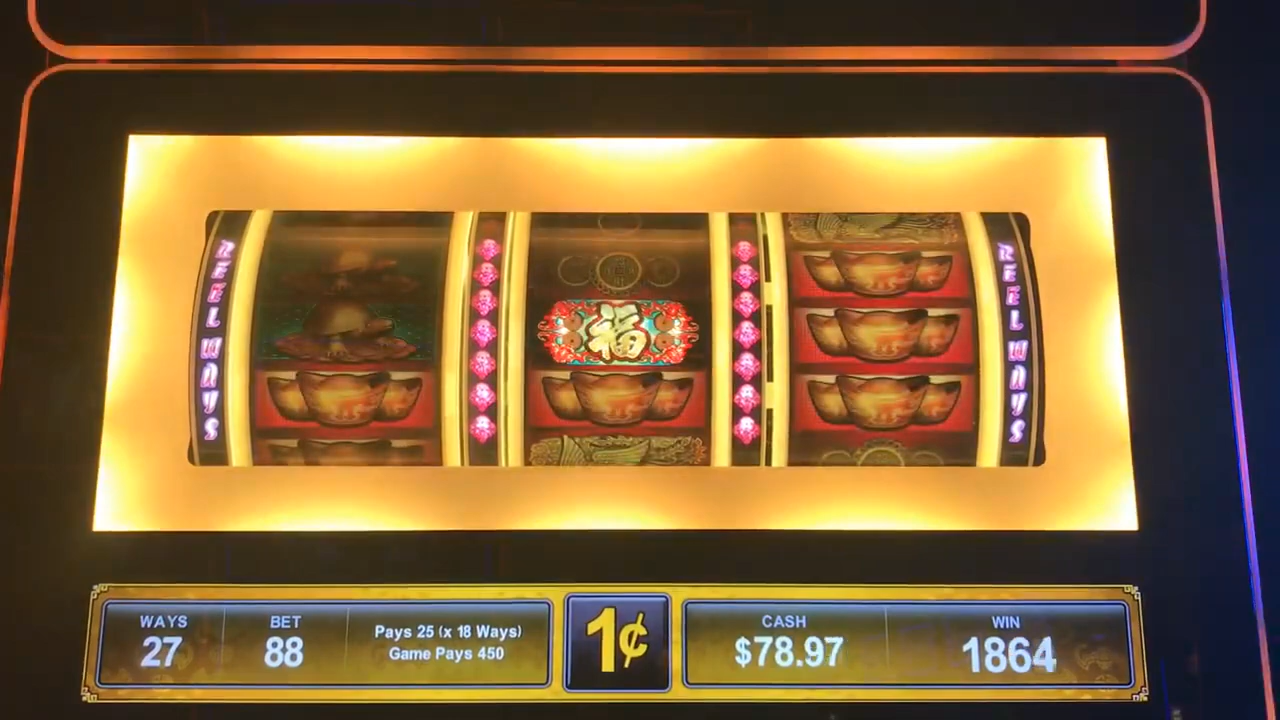 REEL WAYS
福
REEL WAYS
WAYS
27
BET
88
Pays 25 (x 18 Ways)
Game Pays 450
1¢
CASH
$78.97
WIN
1864